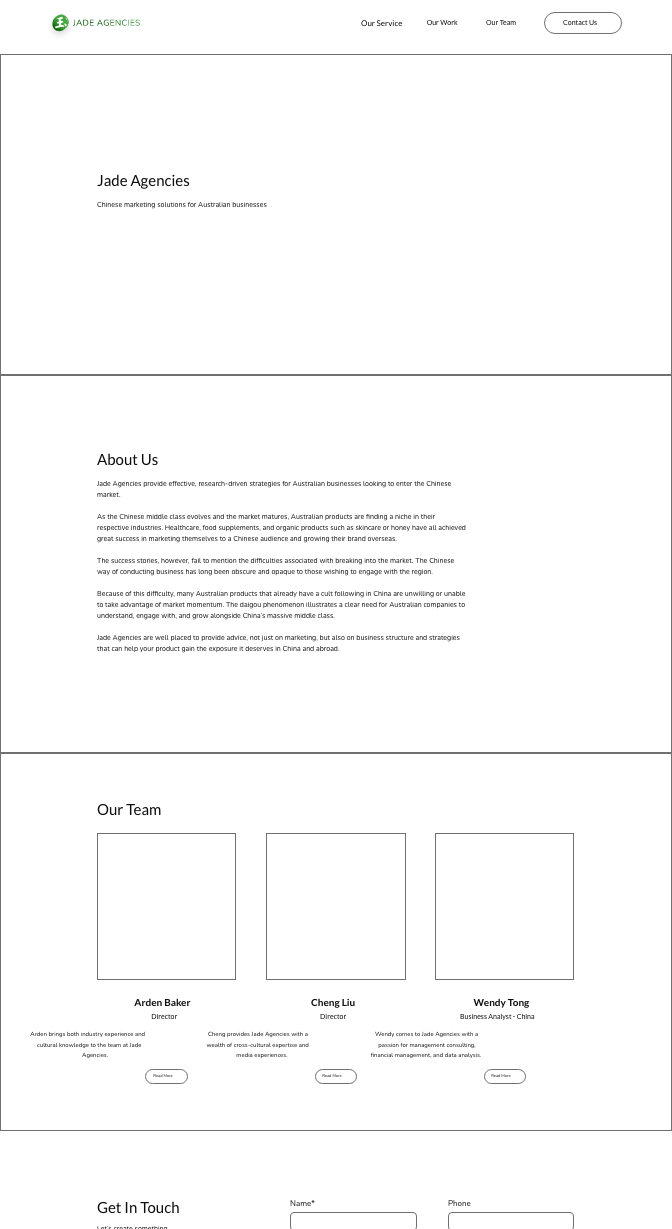 JADE AGENCIES
Our Service
Our Work
Our Team
Contact Us
Jade Agencies
Chinese marketing solutions for Australian businesses
About Us
Jade Agencies provide effective, research-driven strategies for Australian businesses looking to enter the Chinese
market.
As the Chinese middle class evolves and the market matures, Australian products are finding a niche in their
respective industries. Healthcare, food supplements, and organic products such as skincare or honey have all achieved
great success in marketing themselves to a Chinese audience and growing their brand overseas.
The success stories, however, fail to mention the difficulties associated with breaking into the market. The Chinese
way of conducting business has long been obscure and opaque to those wishing to engage with the region.
Because of this difficulty, many Australian products that already have a cult following in China are unwilling or unable
to take advantage of market momentum. The daigou phenomenon illustrates a clear need for Australian companies to
understand, engage with, and grow alongside China's massive middle class.
Jade Agencies are well placed to provide advice, not just on marketing, but also on business structure and strategies
that can help your product gain the exposure it deserves in China and abroad.
Our Team
Arden Baker
Director
Arden brings both industry experience and
cultural knowledge to the team at Jade
Agencies.
Read More
Cheng Liu
Director
Cheng provides Jade Agencies with a
wealth of cross-cultural expertise and
media experiences.
Read More
Wendy Tong
Business Analyst - China
Wendy comes to Jade Agencies with a
passion for management consulting,
financial management, and data analysis.
Read More
Get In Touch
Let's create something
Name*
Phone